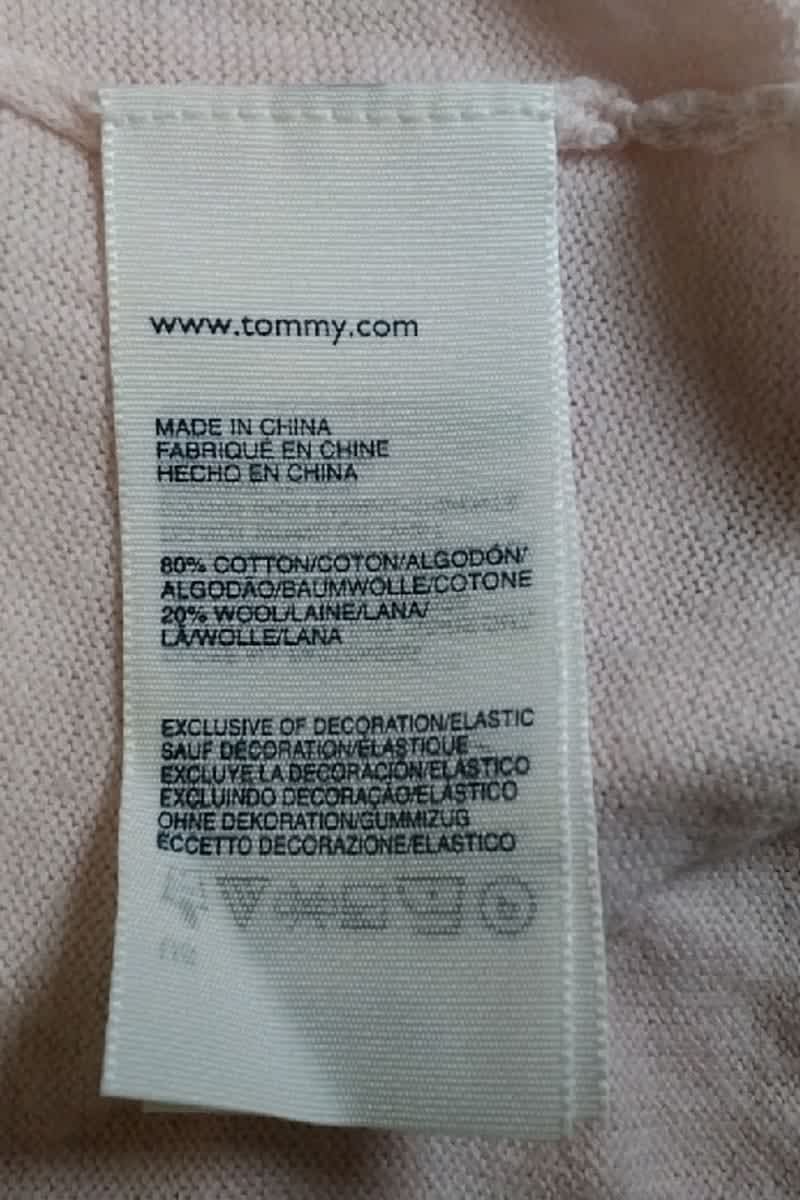 www.tommy.com
MADE IN CHINA
FABRIQUÉ EN CHINE
HECHO EN CHINA
80% COTTON/COTON/ALGODÓN/
ALGODÃO/BAUMWOLLE/COTONE
20% WOOL/LAINE/LANA/
LÃ/WOLLE/LANA
EXCLUSIVE OF DECORATION/ELASTIC
SAUF DÉCORATION/ÉLASTIQUE
EXCLUYE LA DECORACIÓN/ELÁSTICO
EXCLUINDO DECORAÇÃO/ELÁSTICO
OHNE DEKORATION/GUMMIZUG
ECCETTO DECORAZIONE/ELASTICO